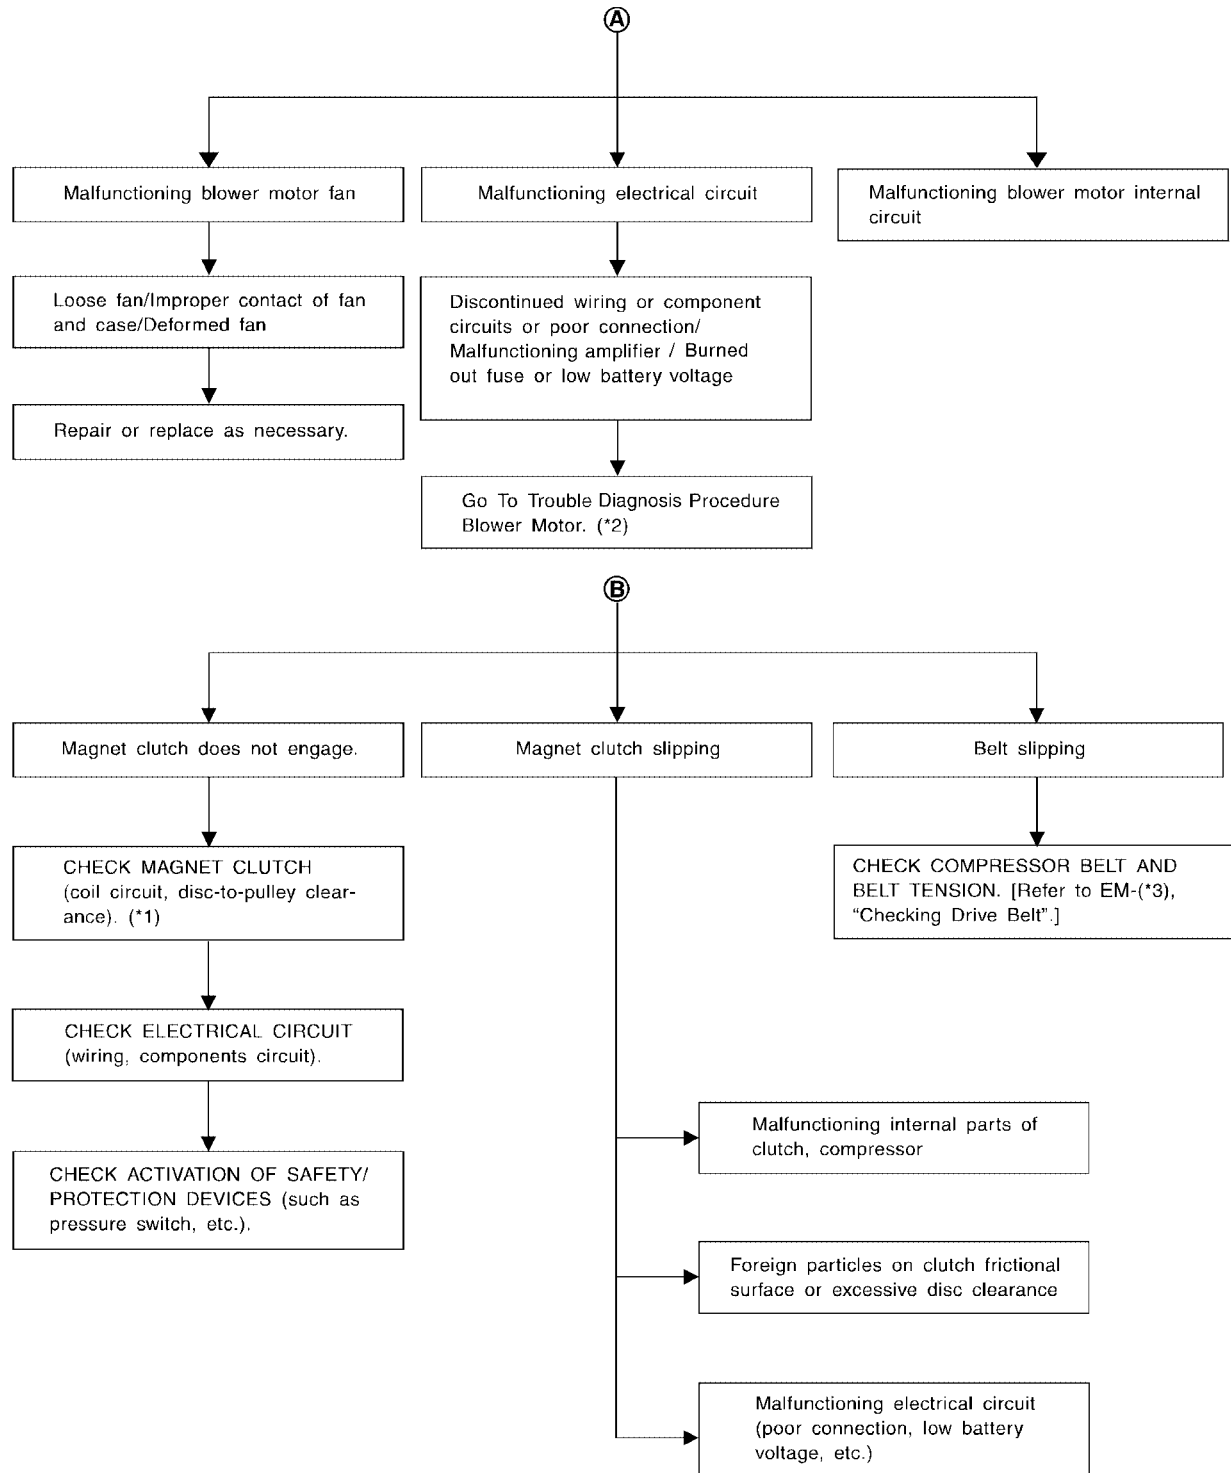 A
Malfunctioning blower motor fan
Malfunctioning electrical circuit
Malfunctioning blower motor internal
circuit
Loose fan/Improper contact of fan
and case/Deformed fan
Discontinued wiring or component
circuits or poor connection/
Malfunctioning amplifier / Burned
out fuse or low battery voltage
Repair or replace as necessary.
Go To Trouble Diagnosis Procedure
Blower Motor. (*2)
B
Magnet clutch does not engage.
Magnet clutch slipping
Belt slipping
CHECK MAGNET CLUTCH
(coil circuit, disc-to-pulley clear-
ance). (*1)
CHECK COMPRESSOR BELT AND
BELT TENSION. [Refer to EM-(*3),
“Checking Drive Belt”.]
CHECK ELECTRICAL CIRCUIT
(wiring, components circuit).
CHECK ACTIVATION OF SAFETY/
PROTECTION DEVICES (such as
pressure switch, etc.).
Malfunctioning internal parts of
clutch, compressor
Foreign particles on clutch frictional
surface or excessive disc clearance
Malfunctioning electrical circuit
(poor connection, low battery
voltage, etc.)